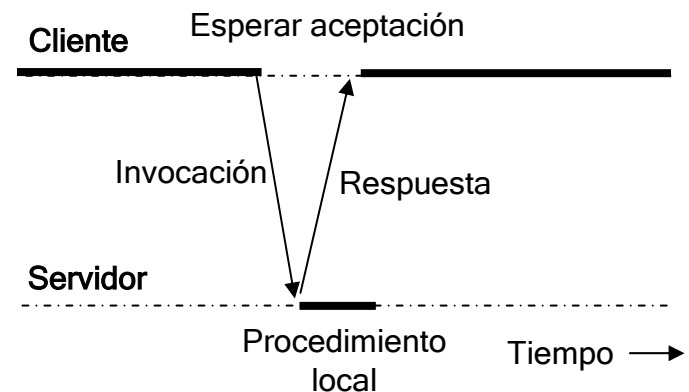 Esperar aceptación
Cliente
Invocación
Respuesta
Servidor
Procedimiento
local
Tiempo